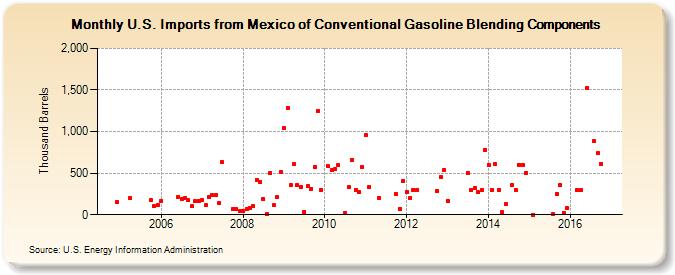 Monthly U.S. Imports from Mexico of Conventional Gasoline Blending Components
Thousand Barrels
2,000
1,500
1,000
500
0
2006 2008 2010 2012 2014 2016
Source: U.S. Energy Information Administration